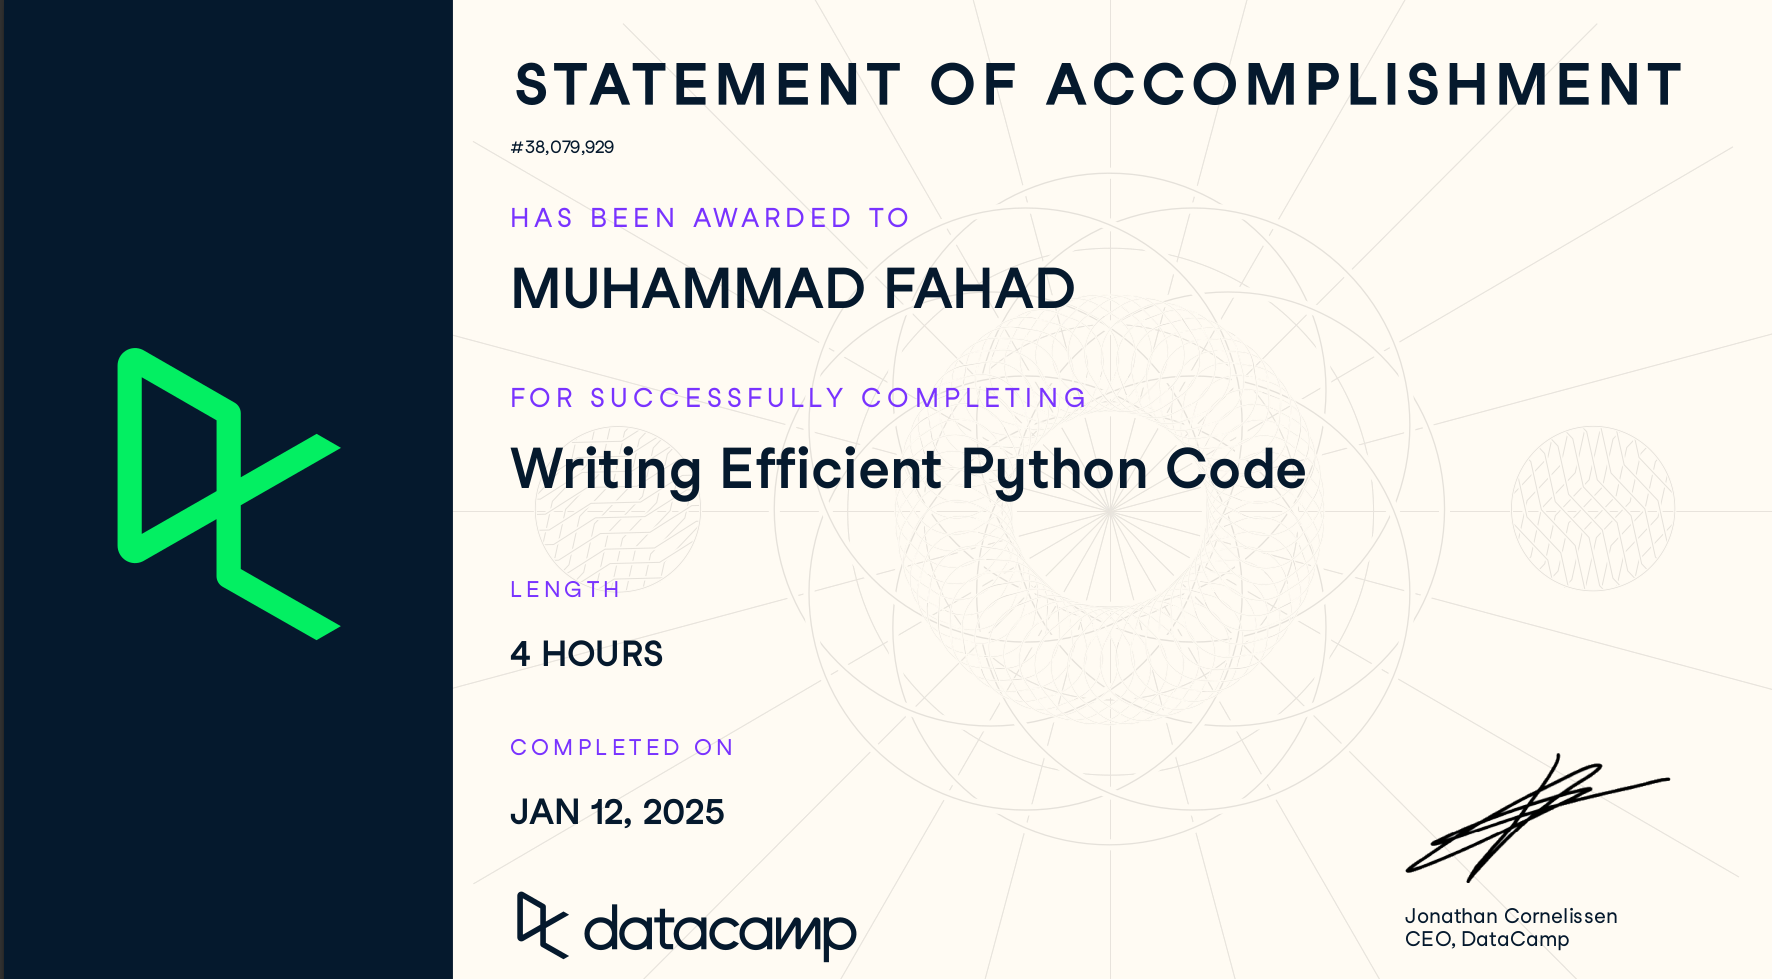 STATEMENT OF ACCOMPLISHMENT
#38,079,929
HAS BEEN AWARDED TO
MUHAMMAD FAHAD
FOR SUCCESSFULLY COMPLETING
Writing Efficient Python Code
LENGTH
4 HOURS
COMPLETED ON
JAN 12, 2025
datacamp
Jonathan Cornelissen
CEO, DataCamp